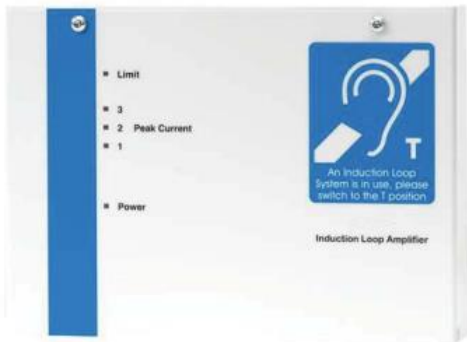 Limit
3
2 Peak Current
1
Power
T
An Induction Loop
System is in use, please
switch to the T position
Induction Loop Amplifier